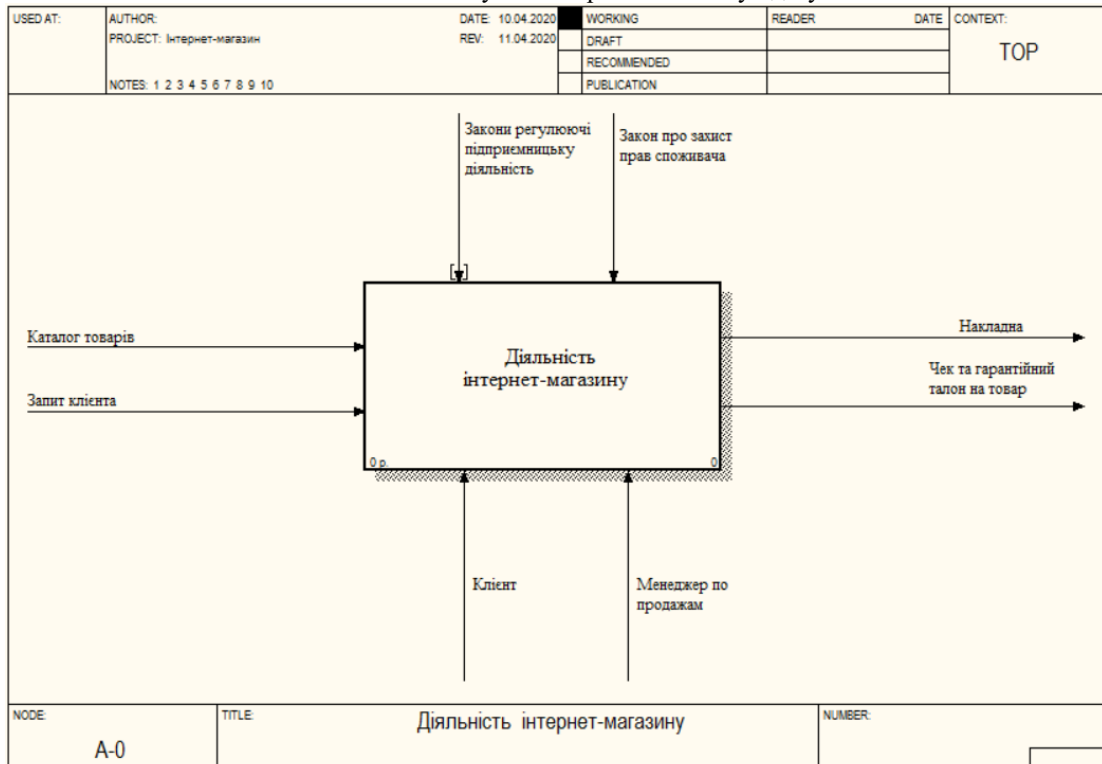 USED AT:
AUTHOR:
DATE: 10.04.2020
WORKING
READER
DATE
CONTEXT:
PROJECT: Інтернет-магазин
REV: 11.04.2020
DRAFT
TOP
RECOMMENDED
NOTES: 1 2 3 4 5 6 7 8 9 10
PUBLICATION
Закони регулюючі
підприємницьку
діяльність
Закон про захист
прав споживача
Каталог товарів
Запит клієнта
Діяльність
інтернет-магазину
0 р.
0
Накладна
Чек та гарантійний
талон на товар
Клієнт
Менеджер по
продажам
NODE:
A-0
TITLE:
Діяльність інтернет-магазину
NUMBER: